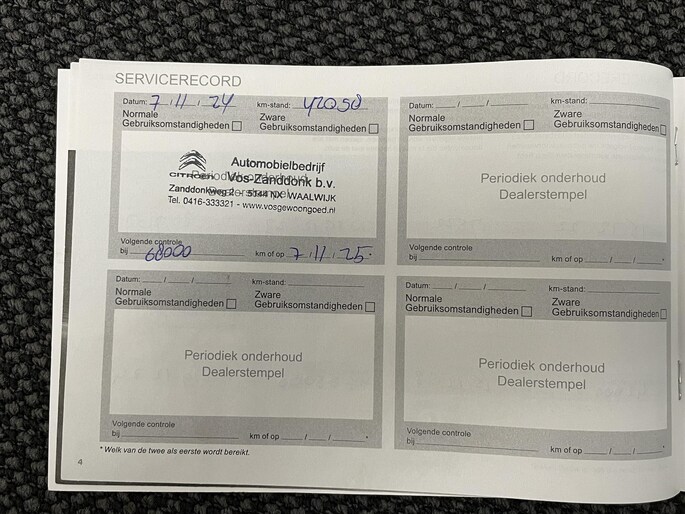 SERVICERECORD
Datum: 7 / 11 / 24 km-stand: 42050
Normale Gebruiksomstandigheden
Zware Gebruiksomstandigheden
Periodiek onderhoud
Dealerstempel
CITROËN
Automobielbedrijf
Vos-Zanddonk b.v.
Zanddonkweg 2 - 5144 NX WAALWIJK
Tel. 0416-333321 - www.vosgewoongoed.nl
Volgende controle
bij 68000 km of op 7 / 11 / 25 *
Datum: / / km-stand:
Normale Gebruiksomstandigheden
Zware Gebruiksomstandigheden
Periodiek onderhoud
Dealerstempel
Volgende controle
bij km of op / / *
Datum: / / km-stand:
Normale Gebruiksomstandigheden
Zware Gebruiksomstandigheden
Periodiek onderhoud
Dealerstempel
Volgende controle
bij km of op / / *
Datum: / / km-stand:
Normale Gebruiksomstandigheden
Zware Gebruiksomstandigheden
Periodiek onderhoud
Dealerstempel
Volgende controle
bij km of op / / *
* Welk van de twee als eerste wordt bereikt.
4